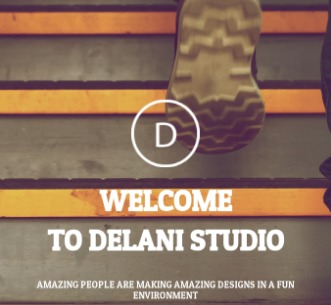 D
WELCOME
TO DELANI STUDIO
AMAZING PEOPLE ARE MAKING AMAZING DESIGNS IN A FUN
ENVIRONMENT